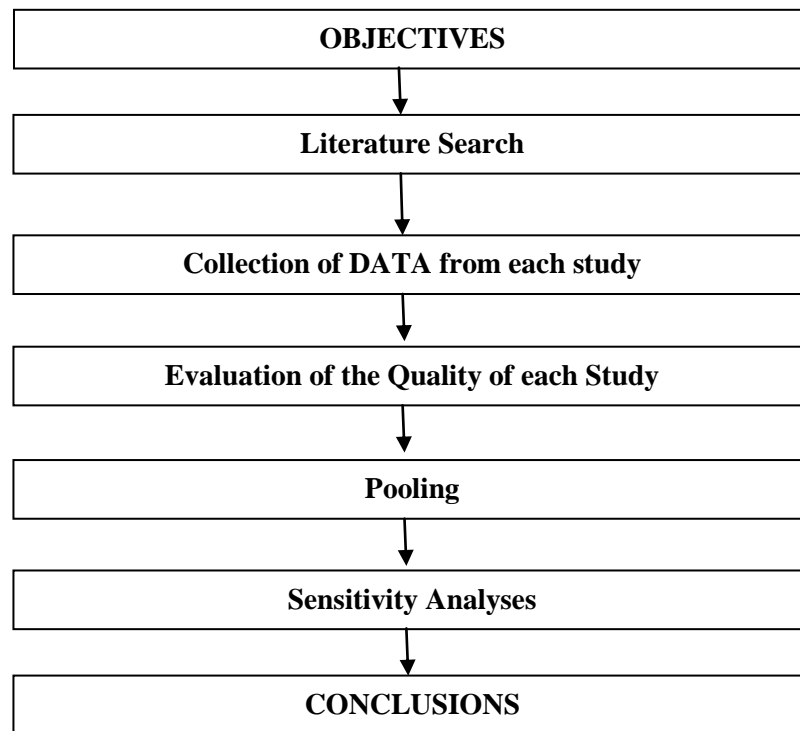 OBJECTIVES
Literature Search
Collection of DATA from each study
Evaluation of the Quality of each Study
Pooling
Sensitivity Analyses
CONCLUSIONS